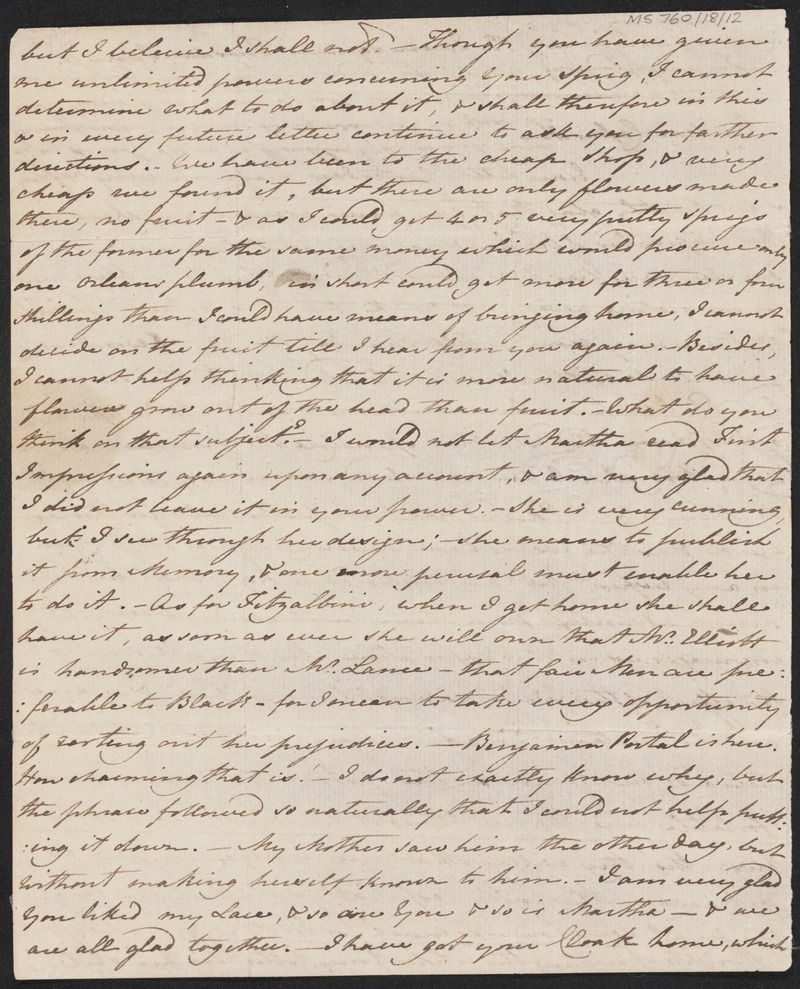 MS 760/18/12
but I beleive I shall not. — Though you have given
me unlimited powers concerning Your Sprig, I cannot
determine what to do about it, & shall therefore in this
& in every future letter continue to ask you for farther
directions. - We have been to the cheap Shop, & very
cheap we found it, but there are only flowers made
there, no fruit - & as I could get 4 or 5 very pretty sprigs
of the former for the same money which would procure only
one Orleans plumb, in short could get more for three or four
Shillings than I could have means of bringing home, I cannot
decide on the fruit till I hear from you again. - Besides,
I cannot help thinking that it is more natural to have
flowers grow out of the head than fruit. - What do you
think on that subject? - I would not let Martha read First
Impressions again upon any account, & am very glad that
I did not leave it in your power. - She is very cunning,
but I see through her design; - she means to publish
it from Memory, & one more perusal must enable her
to do it. - As for Fitzalbini, when I get home she shall
have it, as soon as ever she will own that Mr. Elliott
is handsomer than Mr. Lance - that fair Men are pre:
:ferable to Black - for I mean to take every opportunity
of rooting out her prejudices. — Benjamin Portal is here.
How charming that is! - I do not exactly know why, but
the phrase followed so naturally that I could not help putt:
:ing it down. — My Mother saw him the other day, but
without making herself known to him. - I am very glad
You liked my Lace, & so are You & so is Martha — & we
are all glad together. - I have got your Cloak home, which